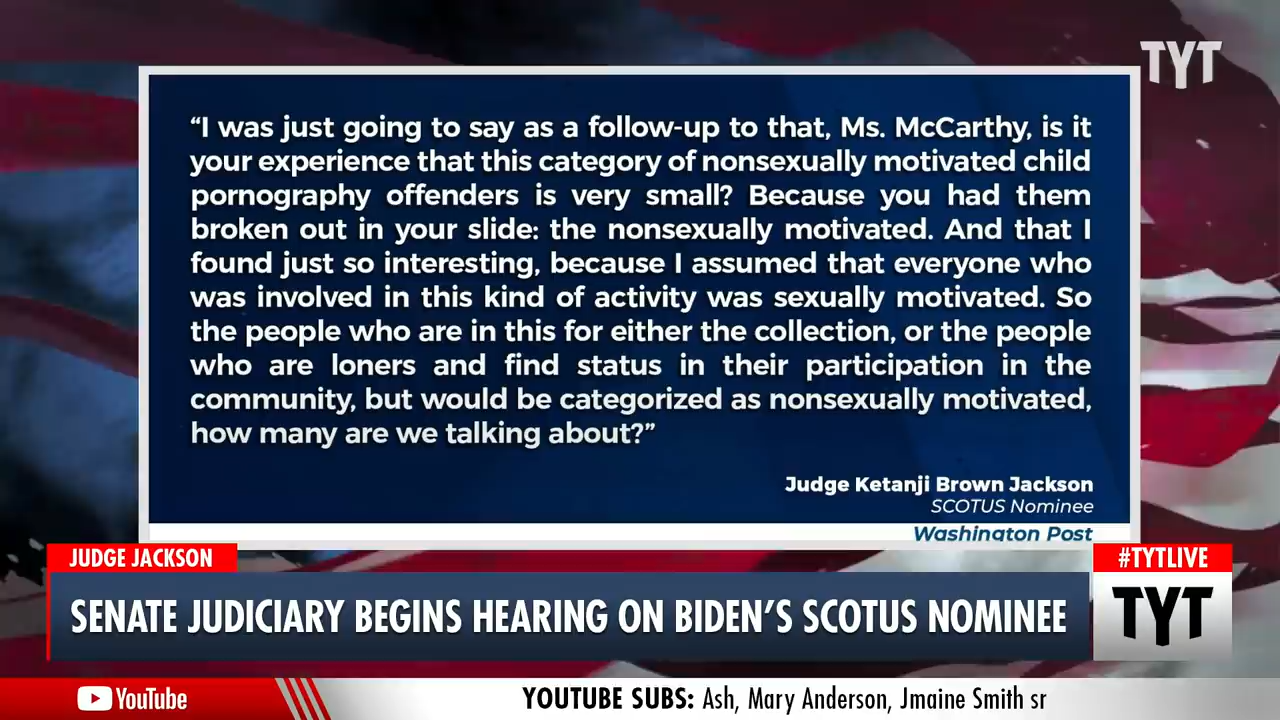 TYT
“I was just going to say as a follow-up to that, Ms. McCarthy, is it
your experience that this category of nonsexually motivated child
pornography offenders is very small? Because you had them
broken out in your slide: the nonsexually motivated. And that I
found just so interesting, because I assumed that everyone who
was involved in this kind of activity was sexually motivated. So
the people who are in this for either the collection, or the people
who are loners and find status in their participation in the
community, but would be categorized as nonsexually motivated,
how many are we talking about?”
Judge Ketanji Brown Jackson
SCOTUS Nominee
Washington Post
JUDGE JACKSON
#TYTLIVE
SENATE JUDICIARY BEGINS HEARING ON BIDEN’S SCOTUS NOMINEE
TYT
YouTube
YOUTUBE SUBS: Ash, Mary Anderson, Jmaine Smith sr